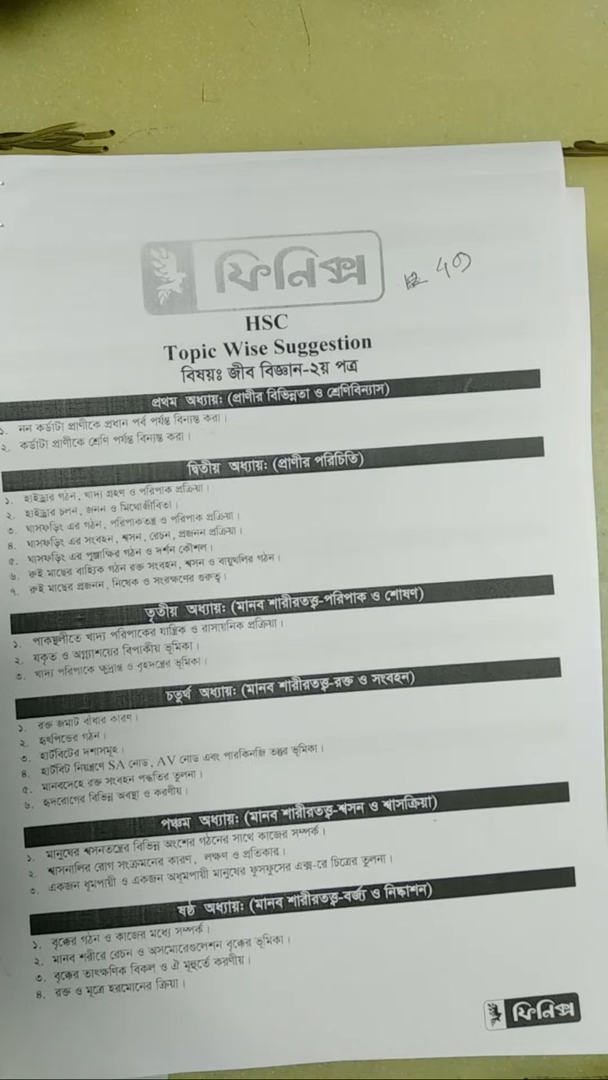 ফিনিক্স
49
HSC
Topic Wise Suggestion
বিষয়ঃ জীব বিজ্ঞান-২য় পত্র
প্রথম অধ্যায়: (প্রাণীর বিভিন্নতা ও শ্রেণিবিন্যাস)
১. নন কর্ডাটা প্রাণীকে প্রধান পর্ব পর্যন্ত বিন্যস্ত করা।
২. কর্ডাটা প্রাণীকে শ্রেণি পর্যন্ত বিন্যস্ত করা।
দ্বিতীয় অধ্যায়: (প্রাণীর পরিচিতি)
১. হাইড্রার গঠন, খাদ্য গ্রহণ ও পরিপাক প্রক্রিয়া।
২. হাইড্রার চলন, জনন ও মিথোজীবিতা।
৩. ঘাসফড়িং এর গঠন, পরিপাকতন্ত্র ও পরিপাক প্রক্রিয়া।
৪. ঘাসফড়িং এর সংবহন, শ্বসন, রেচন, প্রজনন প্রক্রিয়া।
৫. ঘাসফড়িং এর পুঞ্জাক্ষির গঠন ও দর্শন কৌশল।
৬. রুই মাছের বাহ্যিক গঠন রক্ত সংবহন, শ্বসন ও বায়ুথলির গঠন।
৭. রুই মাছের প্রজনন, নিষেক ও সংরক্ষণের গুরুত্ব।
তৃতীয় অধ্যায়: (মানব শারীরতত্ত্ব-পরিপাক ও শোষণ)
১. পাকস্থলীতে খাদ্য পরিপাকের যান্ত্রিক ও রাসায়নিক প্রক্রিয়া।
২. যকৃত ও অগ্ন্যাশয়ের বিপাকীয় ভূমিকা।
৩. খাদ্য পরিপাকে ক্ষুদ্রান্ত্র ও বৃহদন্ত্রের ভূমিকা।
চতুর্থ অধ্যায়: (মানব শারীরতত্ত্ব-রক্ত ও সংবহন)
১. রক্ত জমাট বাঁধার কারণ।
২. হৃৎপিন্ডের গঠন।
৩. হার্টবিটের দশাসমূহ।
৪. হার্টবিট নিয়ন্ত্রণে SA নোড, AV নোড এবং পারকিনজি তন্তুর ভূমিকা।
৫. মানবদেহে রক্ত সংবহন পদ্ধতির তুলনা।
৬. হৃদরোগের বিভিন্ন অবস্থা ও করণীয়।
পঞ্চম অধ্যায়: (মানব শারীরতত্ত্ব-শ্বসন ও শ্বাসক্রিয়া)
১. মানুষের শ্বসনতন্ত্রের বিভিন্ন অংশের গঠনের সাথে কাজের সম্পর্ক।
২. শ্বাসনালির রোগ সংক্রমনের কারণ, লক্ষণ ও প্রতিকার।
৩. একজন ধূমপায়ী ও একজন অধূমপায়ী মানুষের ফুসফুসের এক্স-রে চিত্রের তুলনা।
ষষ্ঠ অধ্যায়: (মানব শারীরতত্ত্ব-বর্জ্য ও নিষ্কাশন)
১. বৃক্কের গঠন ও কাজের মধ্যে সম্পর্ক।
২. মানব শরীরে রেচন ও অসমোরেগুলেশন বৃক্কের ভূমিকা।
৩. বৃক্কের তাৎক্ষণিক বিকল ও ঐ মূহুর্তে করণীয়।
৪. রক্ত ও মূত্রে হরমোনের ক্রিয়া।
ফিনিক্স